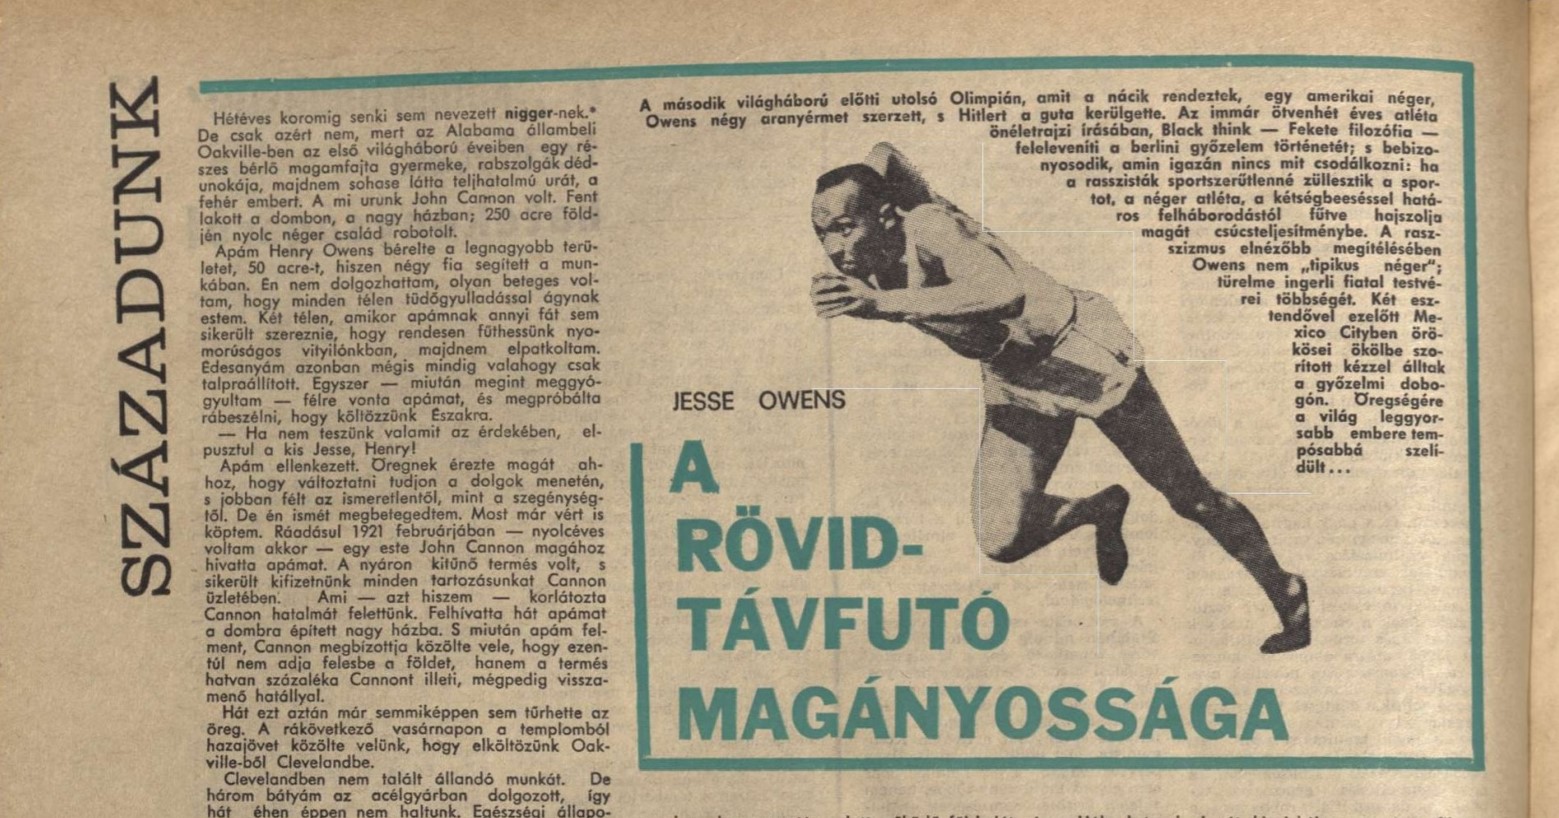 SZÁZADUNK
Hétéves koromig senki sem nevezett nigger-nek.*
De csak azért nem, mert az Alabama állambeli
Oakville-ben az első világháború éveiben egy ré-
szes bérlő magamfajta gyermeke, rabszolgák déd-
unokája, majdnem sohase látta teljhatalmú urát, a
fehér embert. A mi urunk John Cannon volt. Fent
lakott a dombon, a nagy házban; 250 acre föld-
jén nyolc néger család robotolt.
Apám Henry Owens bérelte a legnagyobb terü-
letet, 50 acre-t, hiszen négy fia segített a mun-
kában. Én nem dolgozhattam, olyan beteges vol-
tam, hogy minden télen tüdőgyulladással ágynak
estem. Két télen, amikor apámnak annyi fát sem
sikerült szereznie, hogy rendesen fűthessünk nyo-
morúságos vityilónkban, majdnem elpatkoltam.
Édesanyám azonban mégis mindig valahogy csak
talpraállított. Egyszer — miután megint meggyó-
gyultam — félre vonta apámat, és megpróbálta
rábeszélni, hogy költözzünk Északra.
— Ha nem teszünk valamit az érdekében, el-
pusztul a kis Jesse, Henry!
Apám ellenkezett. Öregnek érezte magát ah-
hoz, hogy változtatni tudjon a dolgok menetén,
s jobban félt az ismeretlentől, mint a szegénység-
től. De én ismét megbetegedtem. Most már vért is
köptem. Ráadásul 1921 februárjában — nyolcéves
voltam akkor — egy este John Cannon magához
hivatta apámat. A nyáron kitűnő termés volt, s
sikerült kifizetnünk minden tartozásunkat Cannon
üzletében. Ami — azt hiszem — korlátozta
Cannon hatalmát felettünk. Felhívatta hát apámat
a dombra épített nagy házba. S miután apám fel-
ment, Cannon megbízottja közölte vele, hogy ezen-
túl nem adja felesbe a földet, hanem a termés
hatvan százaléka Cannont illeti, mégpedig vissza-
menő hatállyal.
Hát ezt aztán már semmiképpen sem tűrhette az
öreg. A rákövetkező vasárnapon a templomból
hazajövet közölte velünk, hogy elköltözünk Oak-
ville-ből Clevelandbe.
Clevelandben nem talált állandó munkát. De
három bátyám az acélgyárban dolgozott, így
hát éhen éppen nem haltunk. Egészségi állapo-
A második világháború előtti utolsó Olimpián, amit a nácik rendeztek, egy amerikai néger,
Owens négy aranyérmet szerzett, s Hitlert a guta kerülgette. Az immár ötvenhét éves atléta
önéletrajzi írásában, Black think — Fekete filozófia —
feleleveníti a berlini győzelem történetét; s bebizo-
nyosodik, amin igazán nincs mit csodálkozni: ha
a rasszisták sportszerűtlenné züllesztik a spor-
tot, a néger atléta, a kétségbeeséssel hatá-
ros felháborodástól fűtve hajszolja
magát csúcsteljesítménybe. A rasz-
szizmus elnézőbb megítélésében
Owens nem „tipikus néger";
türelme ingerli fiatal testvé-
rei többségét. Két esz-
tendővel ezelőtt Me-
xico Cityben örö-
kösei ökölbe szo-
rított kézzel álltak
a győzelmi dobo-
gón. Öregségére
a világ leggyor-
sabb embere tem-
pósabbá szelí-
dült...
JESSE OWENS
A
RÖVID-
TÁVFUTÓ
MAGÁNYOSSÁGA